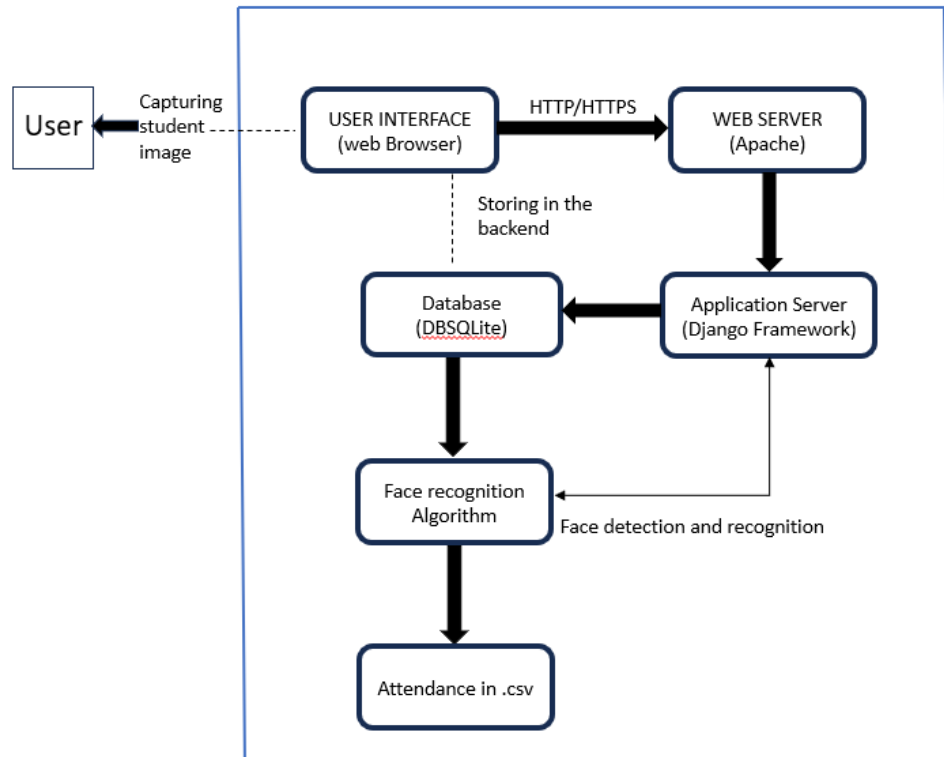 User
Capturing
student
image
USER INTERFACE
(web Browser)
HTTP/HTTPS
WEB SERVER
(Apache)
Storing in the
backend
Database
(DBSQLite)
Application Server
(Django Framework)
Face recognition
Algorithm
Face detection and recognition
Attendance in .csv